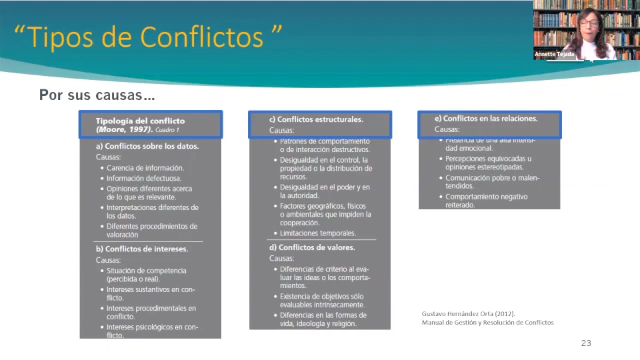 “Tipos de Conflictos ”
Annette Tejada
Por sus causas...
Tipología del conflicto
(Moore, 1997). Cuadro 1
a) Conflictos sobre los datos.
Causas:
• Carencia de información.
• Información defectuosa.
• Opiniones diferentes acerca
de lo que es relevante.
• Interpretaciones diferentes de
los datos.
• Diferentes procedimientos de
valoración
b) Conflictos de intereses.
Causas:
• Situación de competencia
(percibida o real).
• Intereses sustantivos en con-
flicto.
• Intereses procedimentales en
conflicto.
• Intereses psicológicos en con-
flicto.
c) Conflictos estructurales.
Causas:
• Patrones de comportamiento
o de interacción destructivos.
• Desigualdad en el control, la
propiedad o la distribución de
recursos.
• Desigualdad en el poder y en
la autoridad.
• Factores geográficos, físicos
o ambientales que impiden la
cooperación.
• Limitaciones temporales.
d) Conflictos de valores.
Causas:
• Diferencias de criterio al eva-
luar las ideas o los comporta-
mientos.
• Existencia de objetivos sólo
evaluables intrínsecamente.
• Diferencias en las formas de
vida, ideología y religión.
e) Conflictos en las relaciones.
Causas:
• Presencia de una alta intensi-
dad emocional.
• Percepciones equivocadas u
opiniones estereotipadas.
• Comunicación pobre o malen-
tendidos.
• Comportamiento negativo
reiterado.
Gustavo Hernández Orta (2012).
Manual de Gestión y Resolución de Conflictos
23